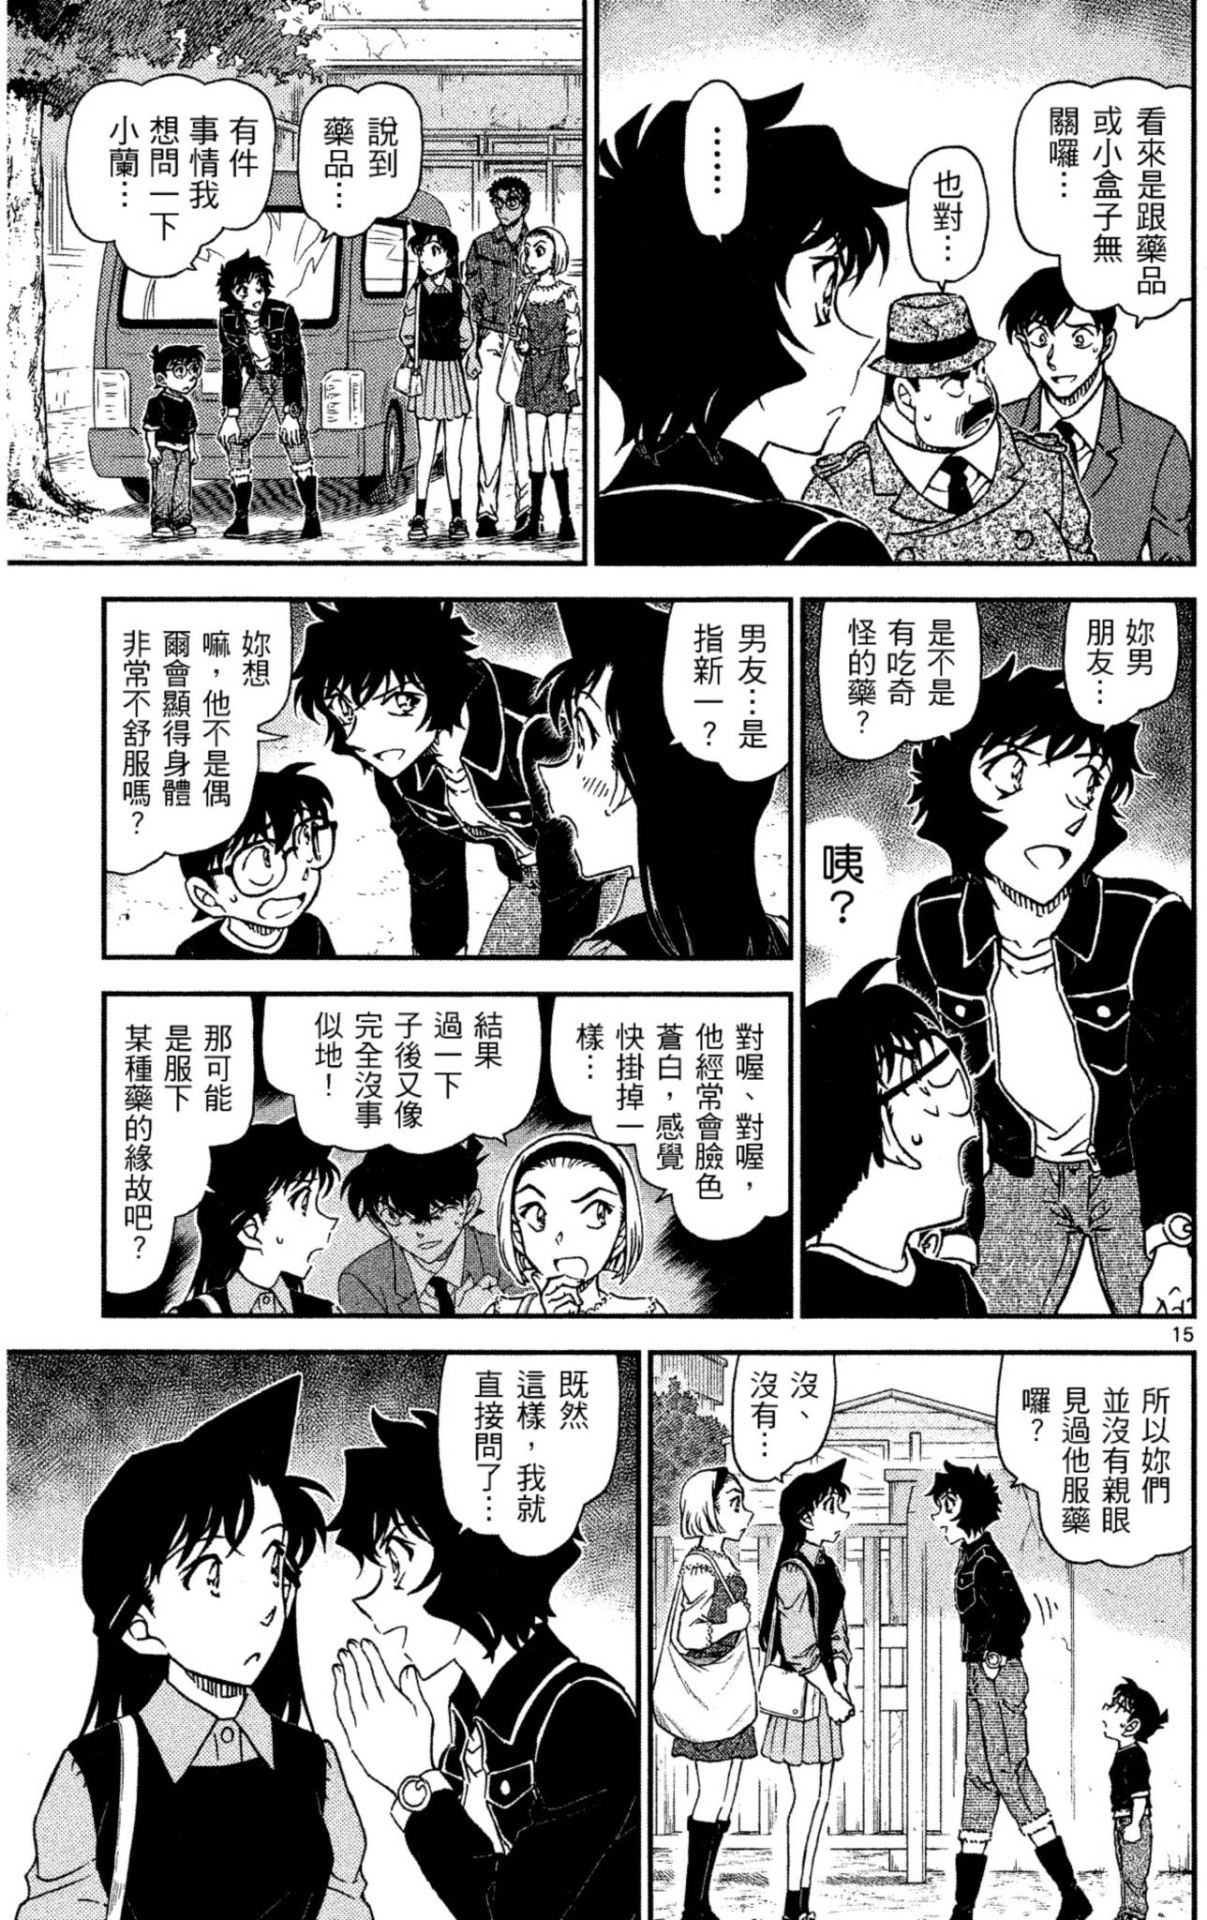 看來是跟藥品
或小盒子無
關囉…
也對…
……
說到
藥品…
有件
事情我
想問一下
小蘭…
妳男
朋友…
是不是
有吃奇
怪的藥？
咦？
男友…是
指新一？
妳想
嘛，他不是偶
爾會顯得身體
非常不舒服嗎？
對喔、對喔，
他經常會臉色
蒼白，感覺
快掛掉一
樣…
結果
過一下
子後又像
完全沒事
似地！
那可能
是服下
某種藥的緣故吧？
15
所以妳們
並沒有親眼
見過他服藥
囉？
沒、
沒有…
既然
這樣，我就
直接問了…